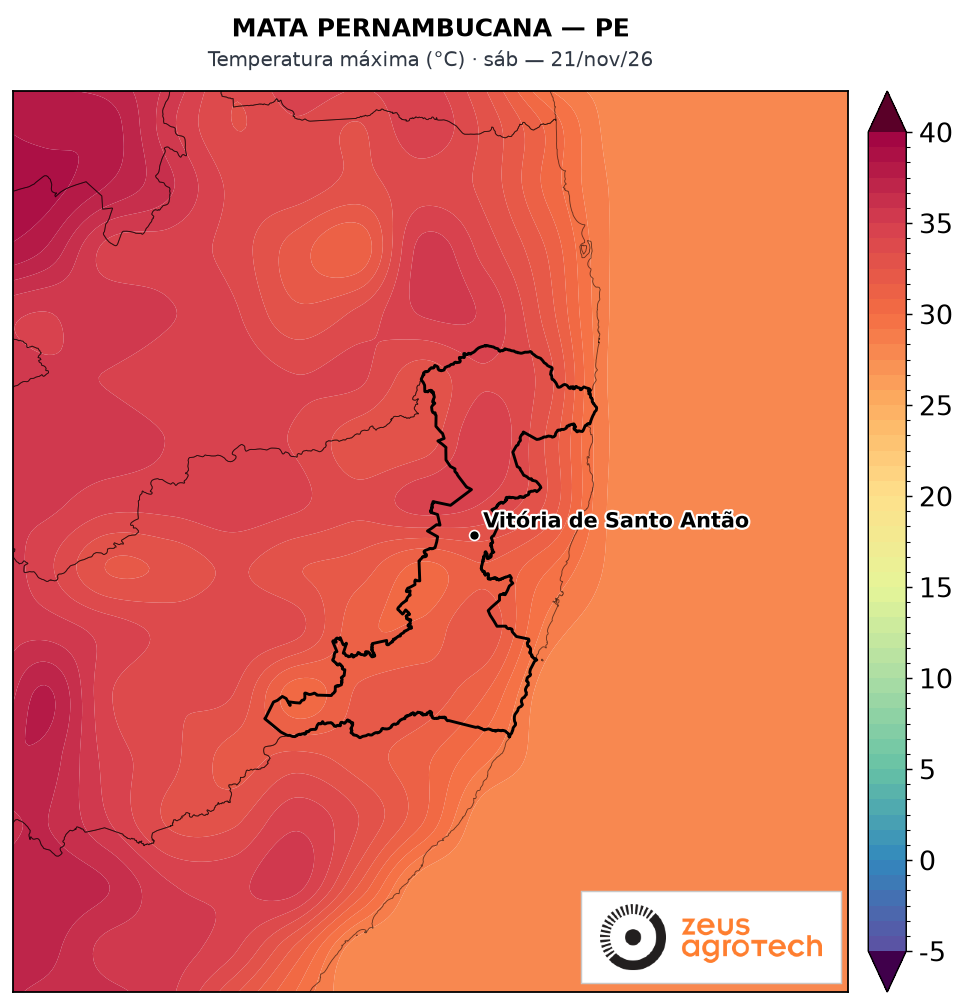 MATA PERNAMBUCANA — PE
Temperatura máxima (°C) · sáb — 21/nov/26
40
35
30
25
20
15
10
5
0
-5
Vitória de Santo Antão
zeus
agrotech